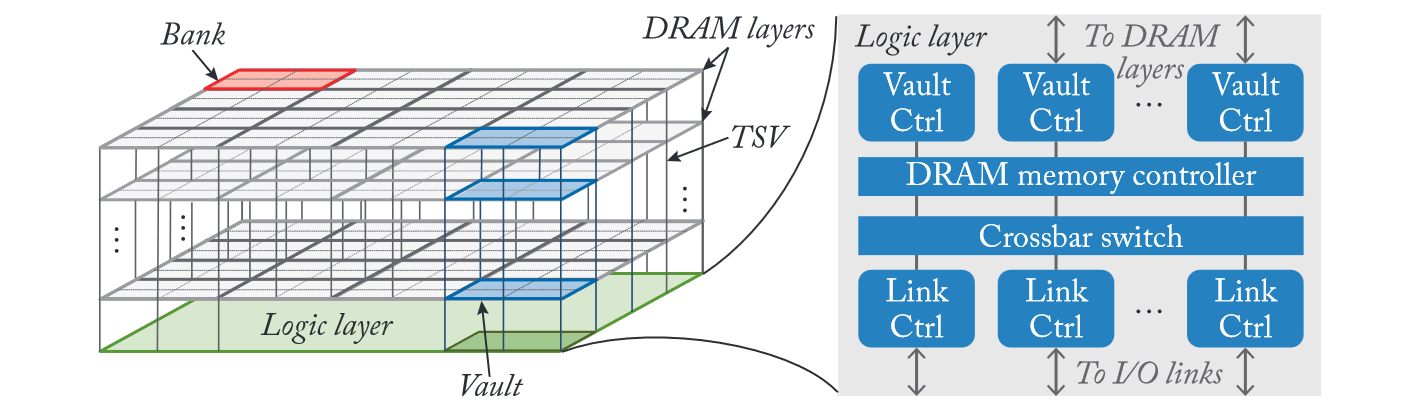 Bank
DRAM layers
TSV
⋮
⋮
⋮
Logic layer
Vault
Logic layer
To DRAM
layers
Vault
Ctrl
Vault
Ctrl
...
Vault
Ctrl
DRAM memory controller
Crossbar switch
Link
Ctrl
Link
Ctrl
...
Link
Ctrl
To I/O links